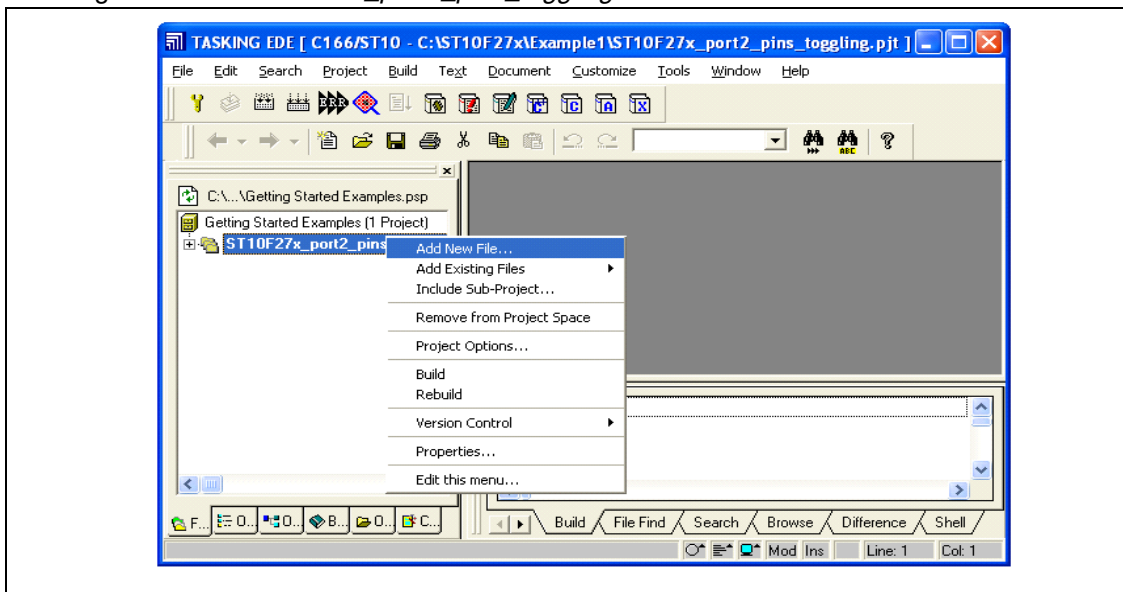 TASKING EDE [ C166/ST10 - C:\ST10F27x\Example1\ST10F27x_port2_pins_toggling.pjt ]
File Edit Search Project Build Text Document Customize Tools Window Help
C:\...\Getting Started Examples.psp
Getting Started Examples (1 Project)
ST10F27x_port2_pins
Add New File...
Add Existing Files
Include Sub-Project...
Remove from Project Space
Project Options...
Build
Rebuild
Version Control
Properties...
Edit this menu...
F... O... O... B... O... C... Build File Find Search Browse Difference Shell
Mod Ins Line: 1 Col: 1